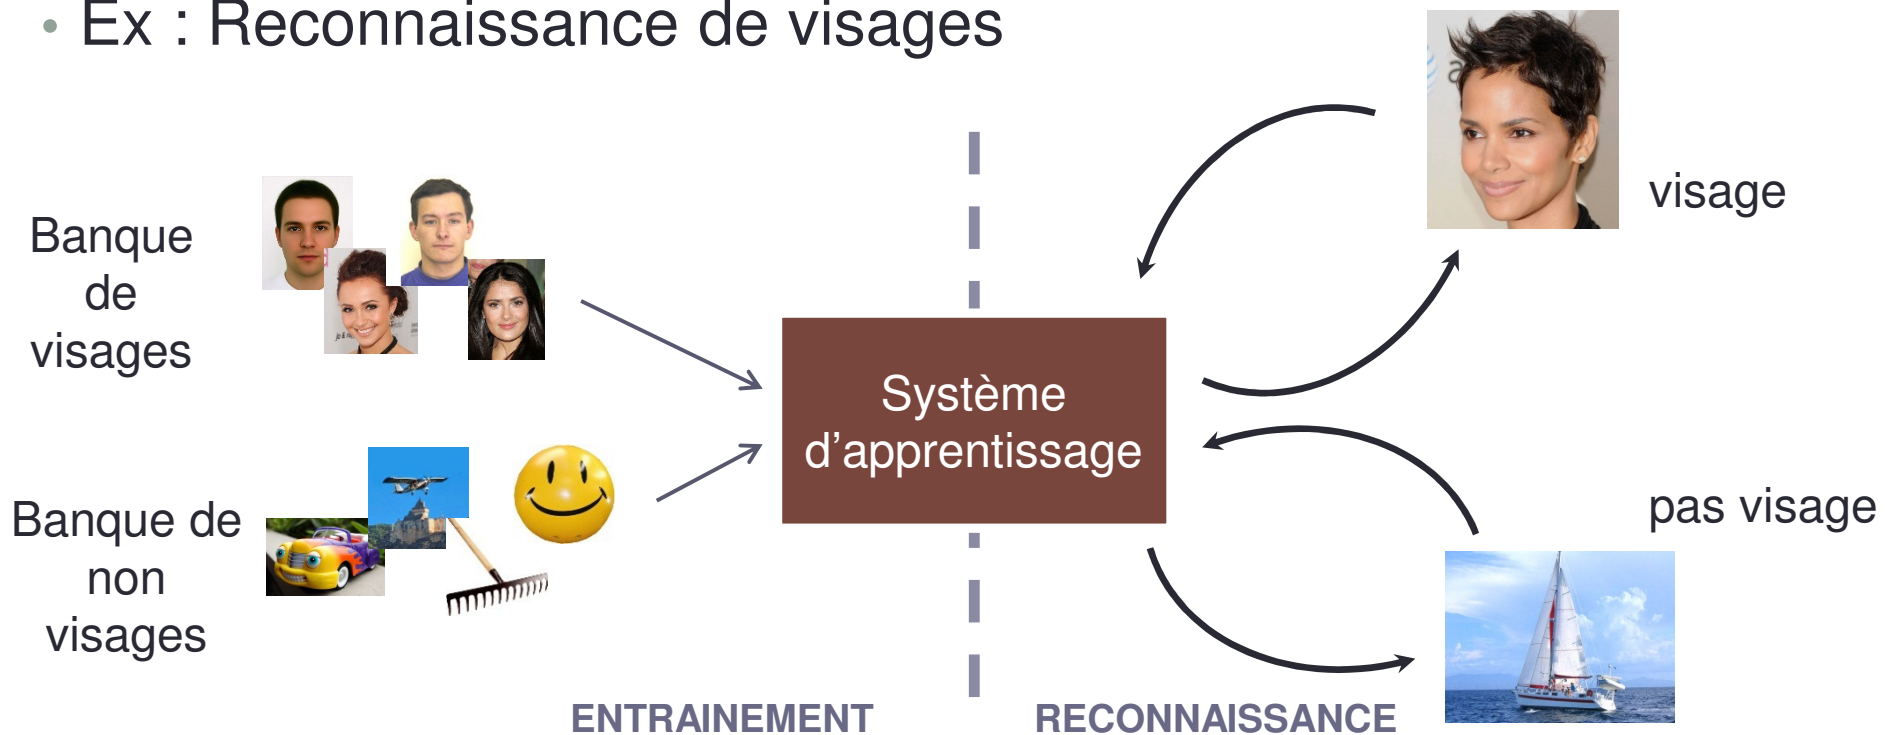 • Ex : Reconnaissance de visages
Banque
de
visages
Banque de
non
visages
Système
d’apprentissage
visage
pas visage
ENTRAINEMENT
RECONNAISSANCE